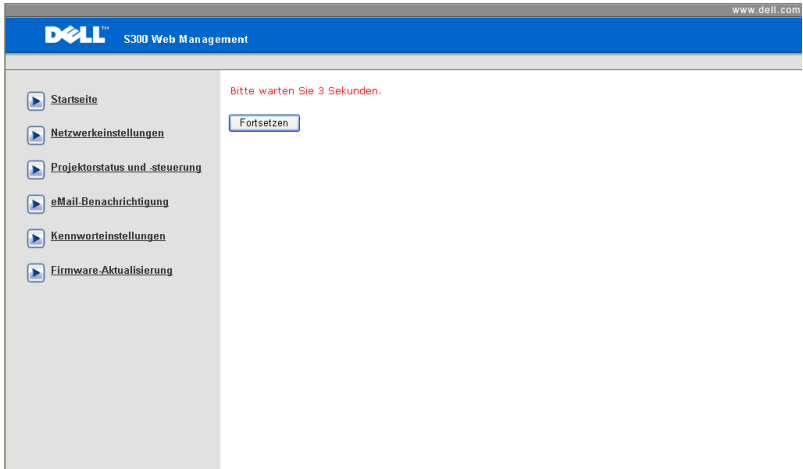 www.dell.com
DELL™ S300 Web Management
Startseite
Netzwerkeinstellungen
Projektorstatus und -steuerung
eMail-Benachrichtigung
Kennworteinstellungen
Firmware-Aktualisierung
Bitte warten Sie 3 Sekunden.
Fortsetzen